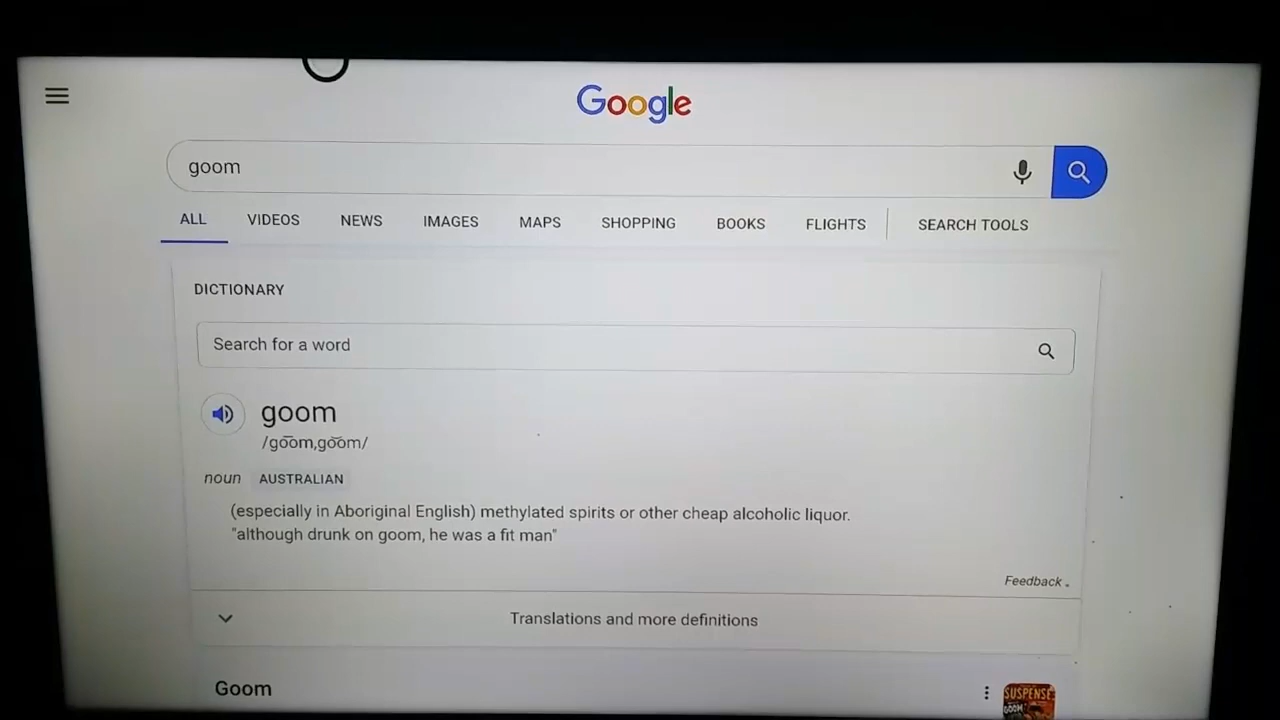 Google
goom
ALL VIDEOS NEWS IMAGES MAPS SHOPPING BOOKS FLIGHTS SEARCH TOOLS
DICTIONARY
Search for a word
goom
/go͞om,go͝om/
noun AUSTRALIAN
(especially in Aboriginal English) methylated spirits or other cheap alcoholic liquor.
"although drunk on goom, he was a fit man"
Feedback
Translations and more definitions
Goom
SUSPENSE
GOOM